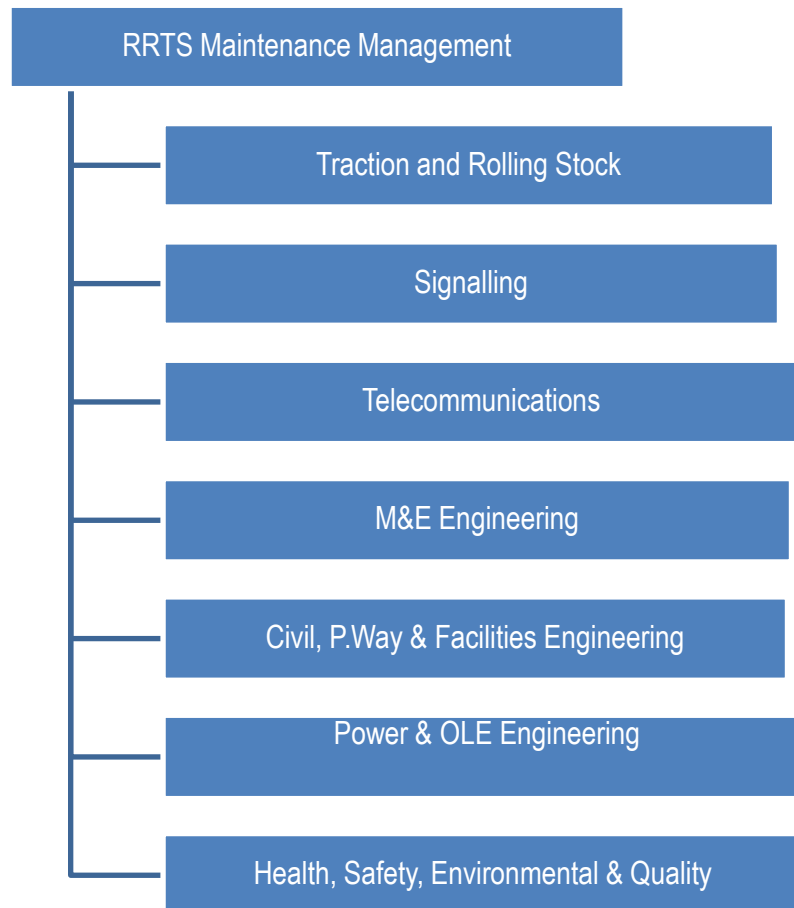 RRTS Maintenance Management
Traction and Rolling Stock
Signalling
Telecommunications
M&E Engineering
Civil, P.Way & Facilities Engineering
Power & OLE Engineering
Health, Safety, Environmental & Quality